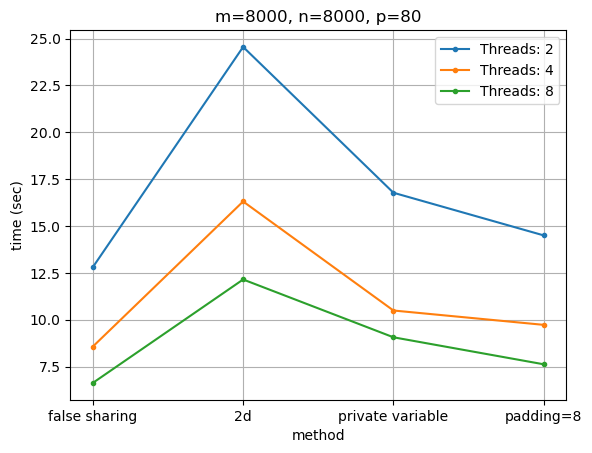 m=8000, n=8000, p=80
time (sec)
25.0
22.5
20.0
17.5
15.0
12.5
10.0
7.5
Threads: 2
Threads: 4
Threads: 8
false sharing
2d
private variable
padding=8
method